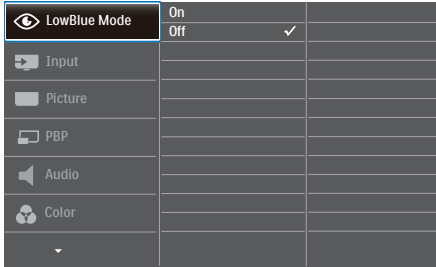 LowBlue Mode
On
Off
Input
Picture
PBP
Audio
Color